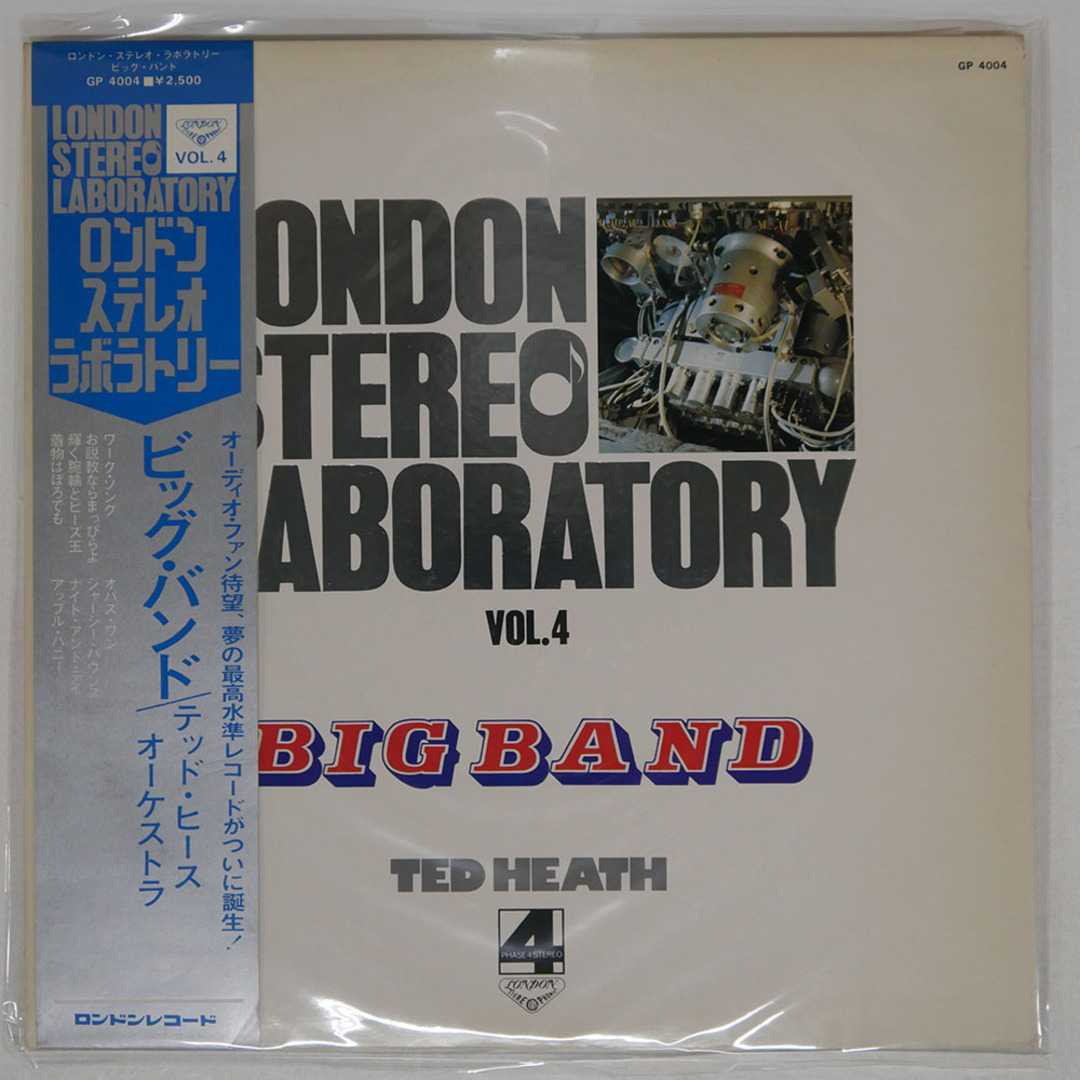 ロンドン・ステレオ・ラボラトリー
ビッグ・バンド
GP 4004 ■¥2,500
LONDON
STEREO
LABORATORY
LONDON
VOL.4
ロンドン
ステレオ
ラボラトリー
オーディオ・ファン待望、夢の最高水準レコードがついに誕生!
ビッグ・バンド/テッド・ヒース
オーケストラ
ワーク・ソング
お説教ならまっぴらよ
輝く腕輪とビーズ玉
着物はぼろでも
オパス・ワン
ジャージー・バウンズ
ナイト・アンド・デイ
アップル・ハニー
ロンドンレコード
GP 4004
ONDON
STEREO
ABORATORY
VOL.4
BIG BAND
TED HEATH
4
PHASE 4 STEREO
LONDON